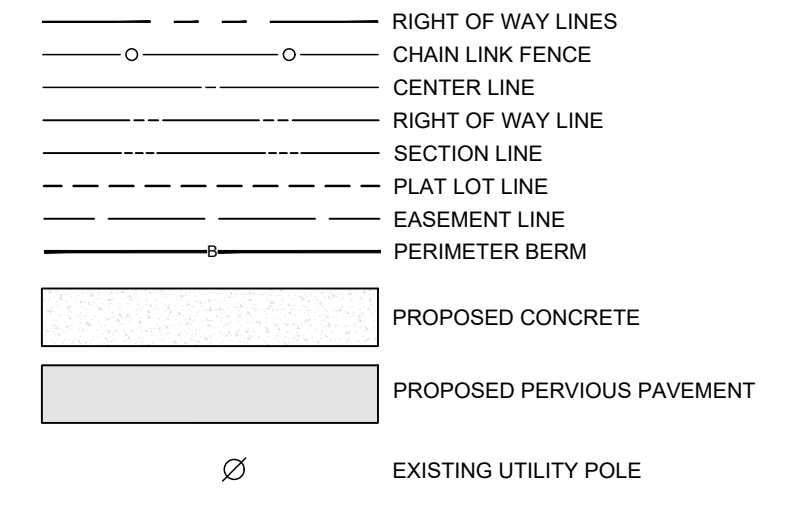 RIGHT OF WAY LINES
CHAIN LINK FENCE
CENTER LINE
RIGHT OF WAY LINE
SECTION LINE
PLAT LOT LINE
EASEMENT LINE
B PERIMETER BERM
PROPOSED CONCRETE
PROPOSED PERVIOUS PAVEMENT
EXISTING UTILITY POLE